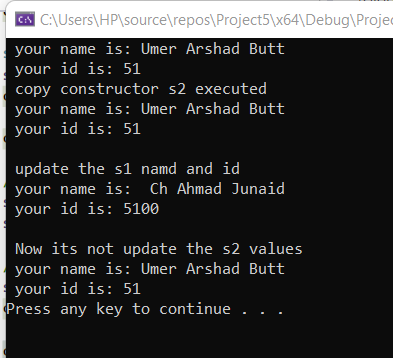 C:\Users\HP\source\repos\Project5\x64\Debug\Proje
your name is: Umer Arshad Butt
your id is: 51
copy constructor s2 executed
your name is: Umer Arshad Butt
your id is: 51
update the s1 namd and id
your name is:  Ch Ahmad Junaid
your id is: 5100
Now its not update the s2 values
your name is: Umer Arshad Butt
your id is: 51
Press any key to continue . . .